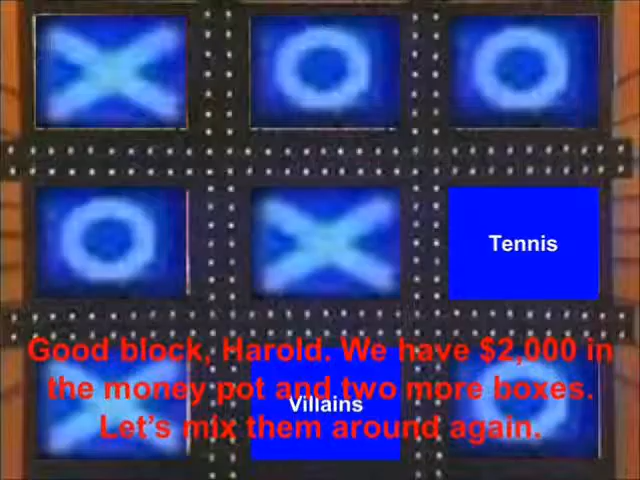 X O O
O X Tennis
Good block, Harold. We have $2,000 in
the money pot and two more boxes.
Let's mix them around again.
X Villains O